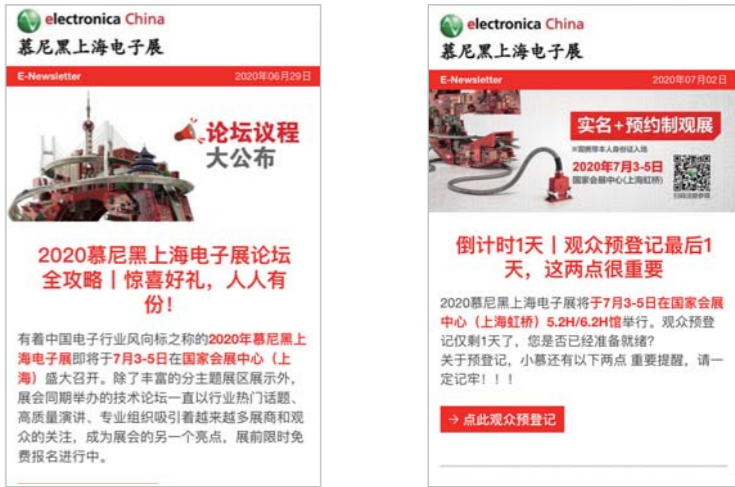 electronica China
慕尼黑上海电子展
E-Newsletter 2020年06月29日
论坛议程
大公布
2020慕尼黑上海电子展论坛
全攻略丨惊喜好礼，人人有
份！
有着中国电子行业风向标之称的2020年慕尼黑上
海电子展即将于7月3-5日在国家会展中心（上
海）盛大召开。除了丰富的分主题展区展示外，
展会同期举办的技术论坛一直以行业热门话题、
高质量演讲、专业组织吸引着越来越多展商和观
众的关注，成为展会的另一个亮点，展前限时免
费报名进行中。
electronica China
慕尼黑上海电子展
E-Newsletter 2020年07月02日
实名+预约制观展
※需携带本人身份证入场
2020年7月3-5日
国家会展中心(上海虹桥)
倒计时1天丨观众预登记最后1
天，这两点很重要
2020慕尼黑上海电子展将于7月3-5日在国家会展
中心（上海虹桥）5.2H/6.2H馆举行。观众预登
记仅剩1天了，您是否已经准备就绪？
关于预登记，小慕还有以下两点 重要提醒，请一
定记牢！！！
→ 点此观众预登记